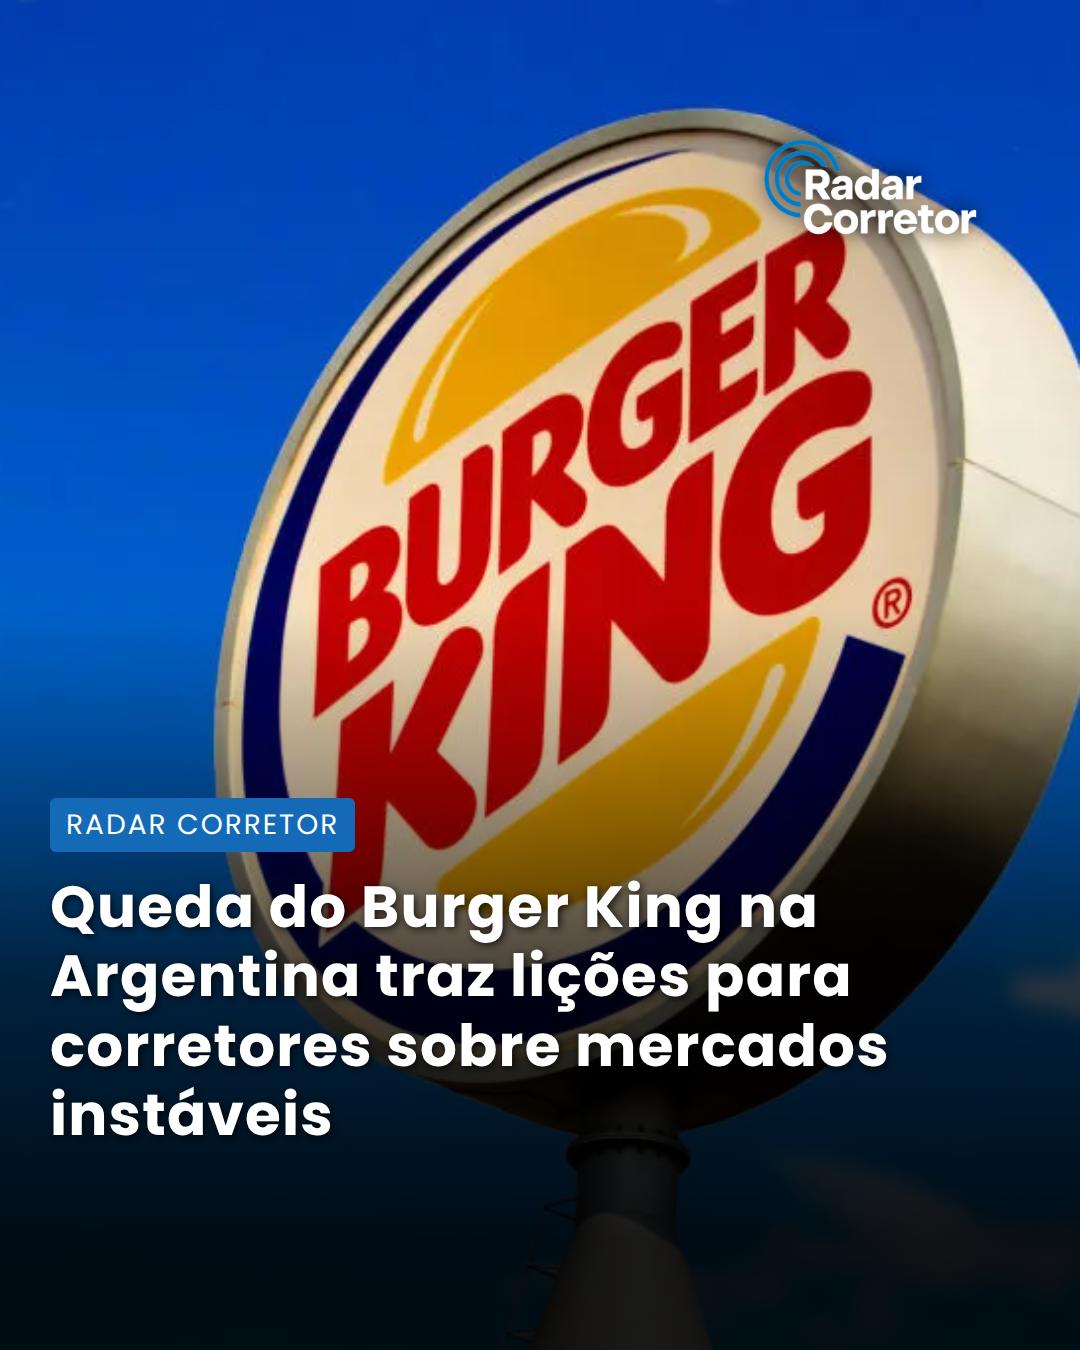 Radar
Corretor
BURGER
KING
®
RADAR CORRETOR
Queda do Burger King na
Argentina traz lições para
corretores sobre mercados
instáveis